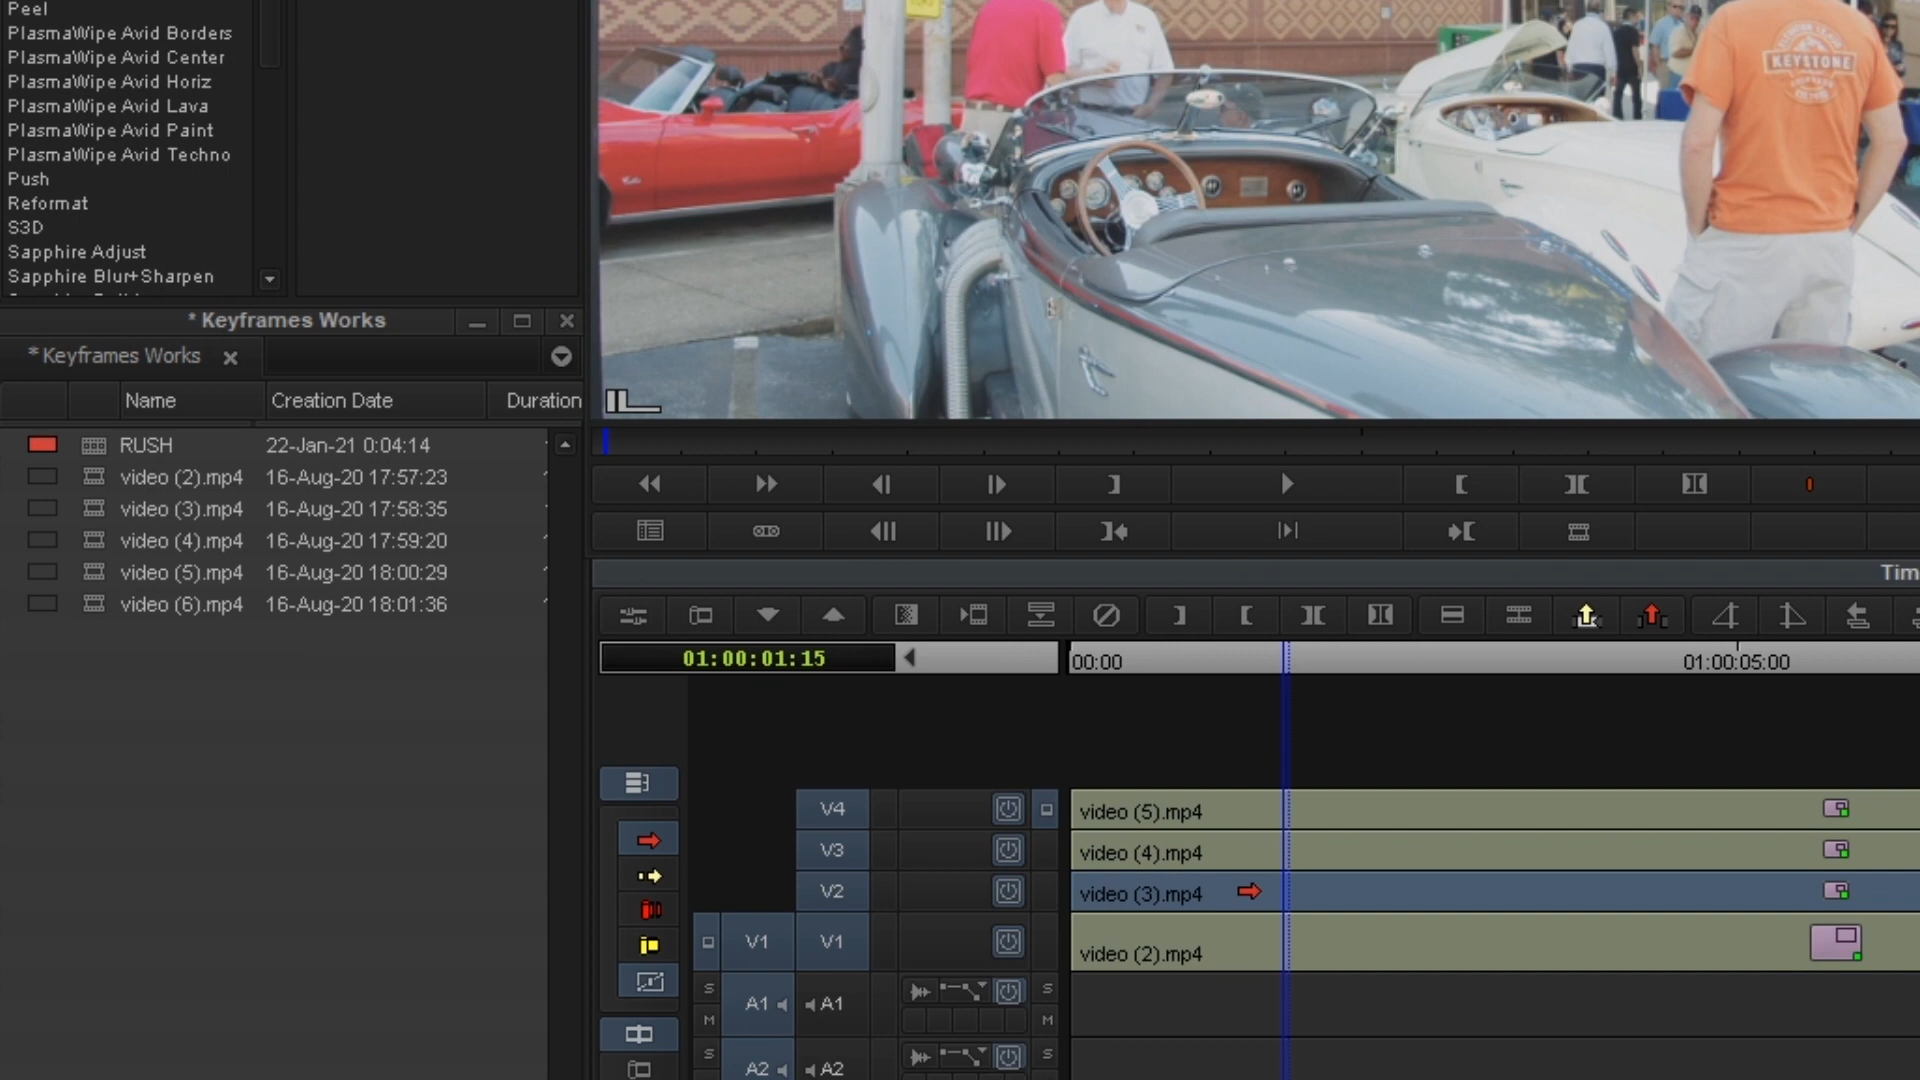 Peel
PlasmaWipe Avid Borders
PlasmaWipe Avid Center
PlasmaWipe Avid Horiz
PlasmaWipe Avid Lava
PlasmaWipe Avid Paint
PlasmaWipe Avid Techno
Push
Reformat
S3D
Sapphire Adjust
Sapphire Blur+Sharpen
KEYSTONE
* Keyframes Works
* Keyframes Works
Name Creation Date Duration
RUSH 22-Jan-21 0:04:14
video (2).mp4 16-Aug-20 17:57:23
video (3).mp4 16-Aug-20 17:58:35
video (4).mp4 16-Aug-20 17:59:20
video (5).mp4 16-Aug-20 18:00:29
video (6).mp4 16-Aug-20 18:01:36
Tim
01:00:01:15 00:00 01:00:05:00
V4 video (5).mp4
V3 video (4).mp4
V2 video (3).mp4
V1 V1 video (2).mp4
S A1 A1 S
M M
S A2 A2 S